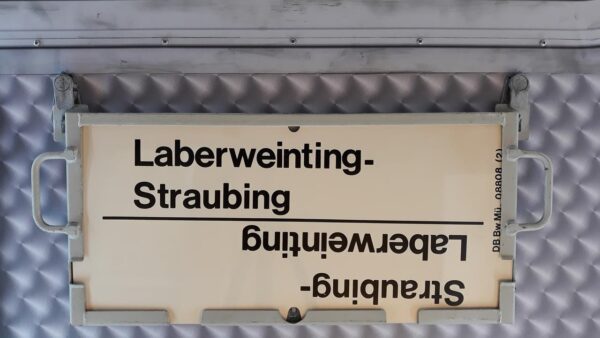 Laberweinting-
Straubing
Straubing-
Laberweinting
DB Bw Mü 08808 (2)